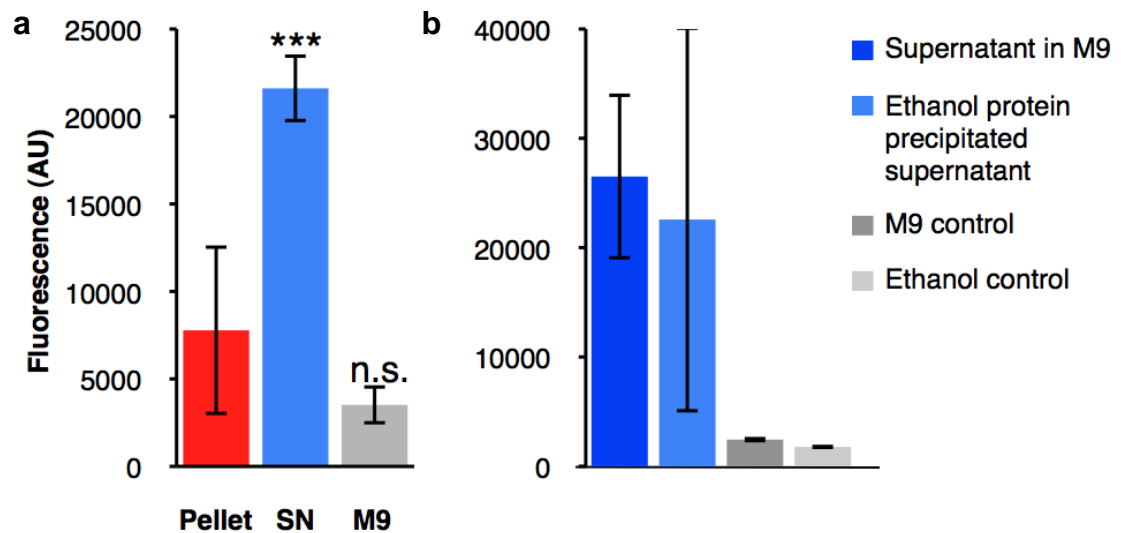 a
25000
20000
15000
10000
5000
0
Fluorescence (AU)
***
n.s.
Pellet SN M9
b
40000
30000
20000
10000
0
Supernatant in M9
Ethanol protein
precipitated
supernatant
M9 control
Ethanol control